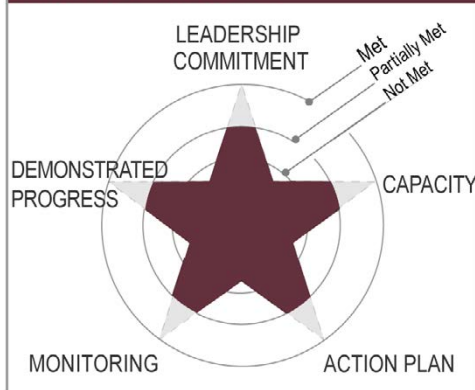 LEADERSHIP
COMMITMENT
Met
Partially Met
Not Met
DEMONSTRATED
PROGRESS
CAPACITY
MONITORING
ACTION PLAN